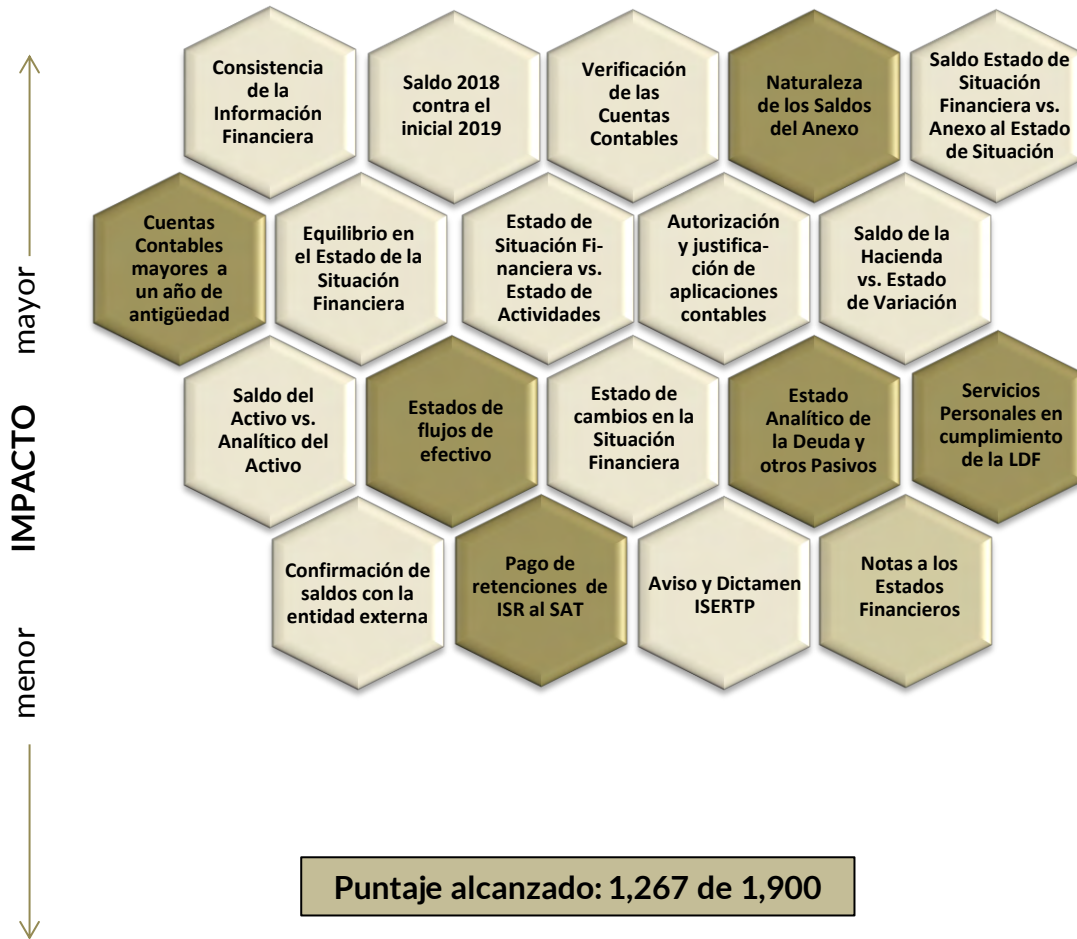 Consistencia
de la
Información
Financiera
Saldo 2018
contra el
inicial 2019
Verificación
de las
Cuentas
Contables
Naturaleza
de los Saldos
del Anexo
Saldo Estado de
Situación
Financiera vs.
Anexo al Estado
de Situación
Cuentas
Contables
mayores a
un año de
antigüedad
Equilibrio en
el Estado de la
Situación
Financiera
Estado de
Situación Fi-
nanciera vs.
Estado de
Actividades
Autorización
y justifica-
ción de
aplicaciones
contables
Saldo de la
Hacienda
vs. Estado
de Variación
Saldo del
Activo vs.
Analítico del
Activo
Estados de
flujos de
efectivo
Estado de
cambios en la
Situación
Financiera
Estado
Analítico de
la Deuda y
otros Pasivos
Servicios
Personales en
cumplimiento
de la LDF
Confirmación de
saldos con la
entidad externa
Pago de
retenciones de
ISR al SAT
Aviso y Dictamen
ISERTP
Notas a los
Estados
Financieros
menor IMPACTO mayor
Puntaje alcanzado: 1,267 de 1,900